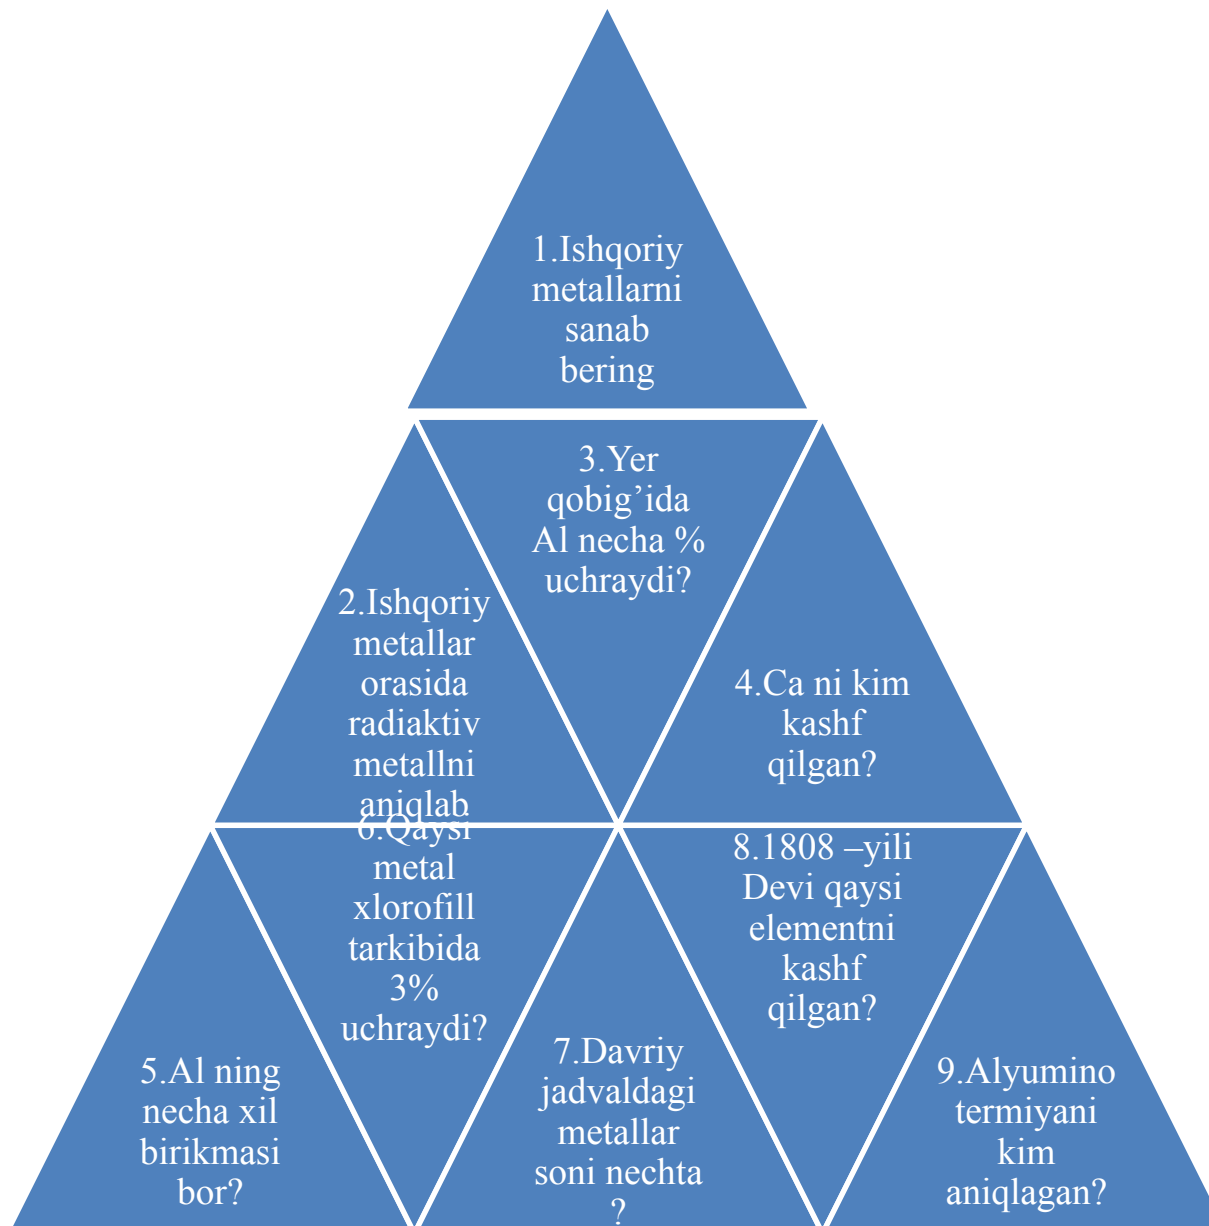 1.Ishqoriy
metallarni
sanab
bering
2.Ishqoriy
metallar
orasida
radiaktiv
metallni
aniqlab
3.Yer
qobig’ida
Al necha %
uchraydi?
4.Ca ni kim
kashf
qilgan?
5.Al ning
necha xil
birikmasi
bor?
6.Qaysi
metal
xlorofill
tarkibida
3%
uchraydi?
7.Davriy
jadvaldagi
metallar
soni nechta
?
8.1808 –yili
Devi qaysi
elementni
kashf
qilgan?
9.Alyumino
termiyani
kim
aniqlagan?